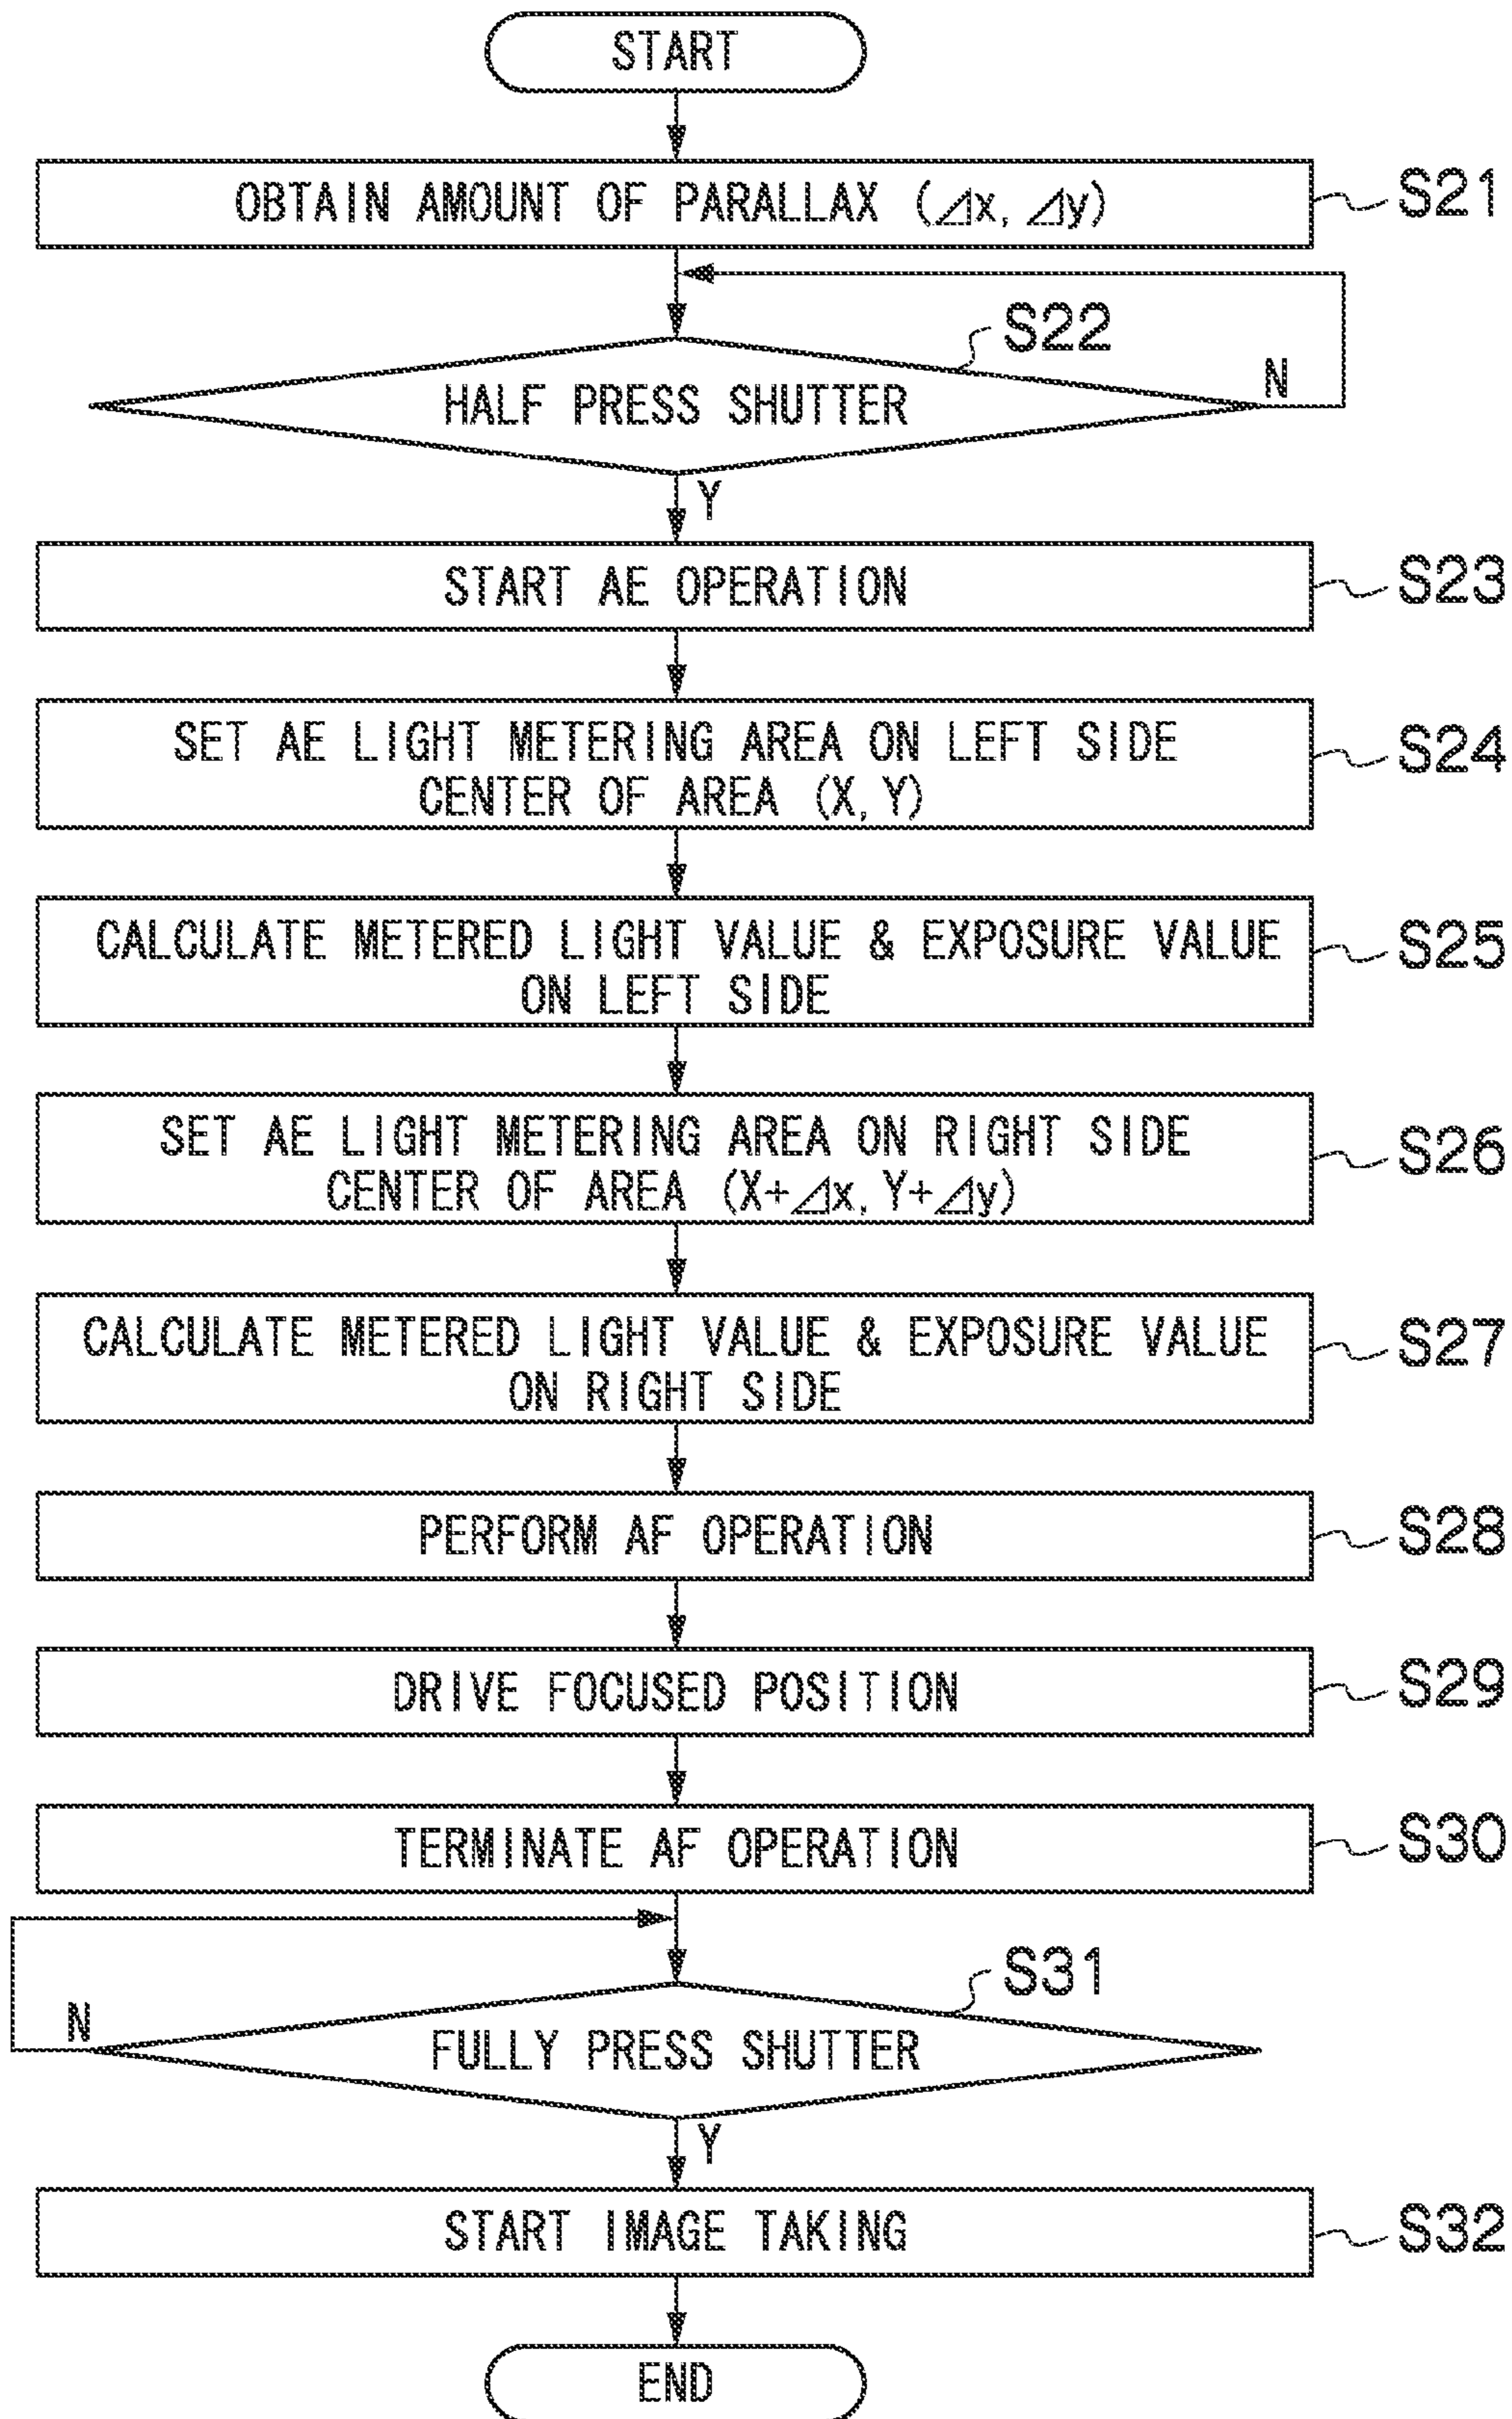 START
OBTAIN AMOUNT OF PARALLAX (⊿x, ⊿y)
S21
S22
HALF PRESS SHUTTER
N
Y
START AE OPERATION
S23
SET AE LIGHT METERING AREA ON LEFT SIDE
CENTER OF AREA (X, Y)
S24
CALCULATE METERED LIGHT VALUE & EXPOSURE VALUE
ON LEFT SIDE
S25
SET AE LIGHT METERING AREA ON RIGHT SIDE
CENTER OF AREA (X+⊿x, Y+⊿y)
S26
CALCULATE METERED LIGHT VALUE & EXPOSURE VALUE
ON RIGHT SIDE
S27
PERFORM AF OPERATION
S28
DRIVE FOCUSED POSITION
S29
TERMINATE AF OPERATION
S30
S31
N
FULLY PRESS SHUTTER
Y
START IMAGE TAKING
S32
END